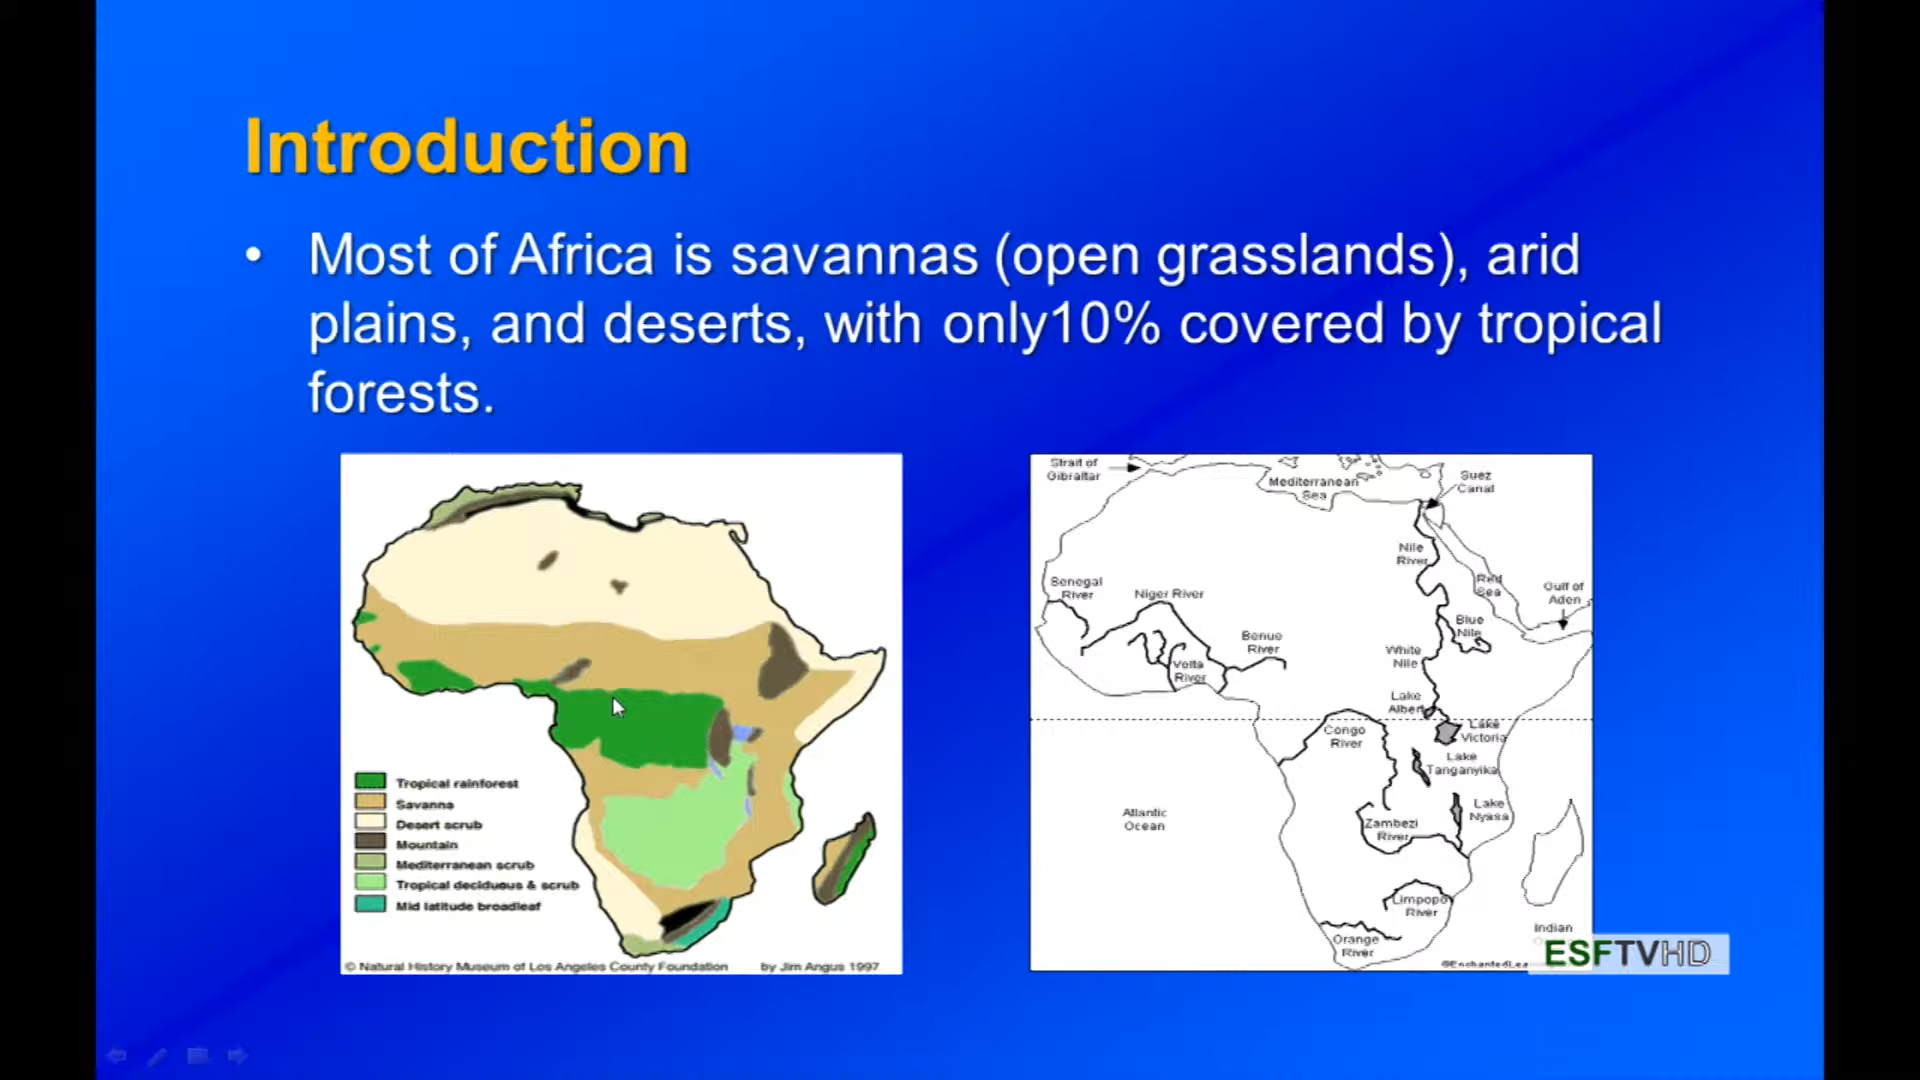 Introduction
• Most of Africa is savannas (open grasslands), arid
plains, and deserts, with only10% covered by tropical
forests.
Tropical rainforest
Savanna
Desert scrub
Mountain
Mediterranean scrub
Tropical deciduous & scrub
Mid latitude broadleaf
© Natural History Museum of Los Angeles County Foundation by Jim Angus 1997
Strait of
Gibraltar
Mediterranean
Sea
Suez
Canal
Nile
River
Red
Sea
Gulf of
Aden
Senegal
River
Niger River
Benue
River
Volta
River
Blue
Nile
White
Nile
Lake
Albert
Lake
Victoria
Congo
River
Lake
Tanganyika
Lake
Nyasa
Atlantic
Ocean
Zambezi
River
Limpopo
River
Orange
River
Indian
ESFTVHD